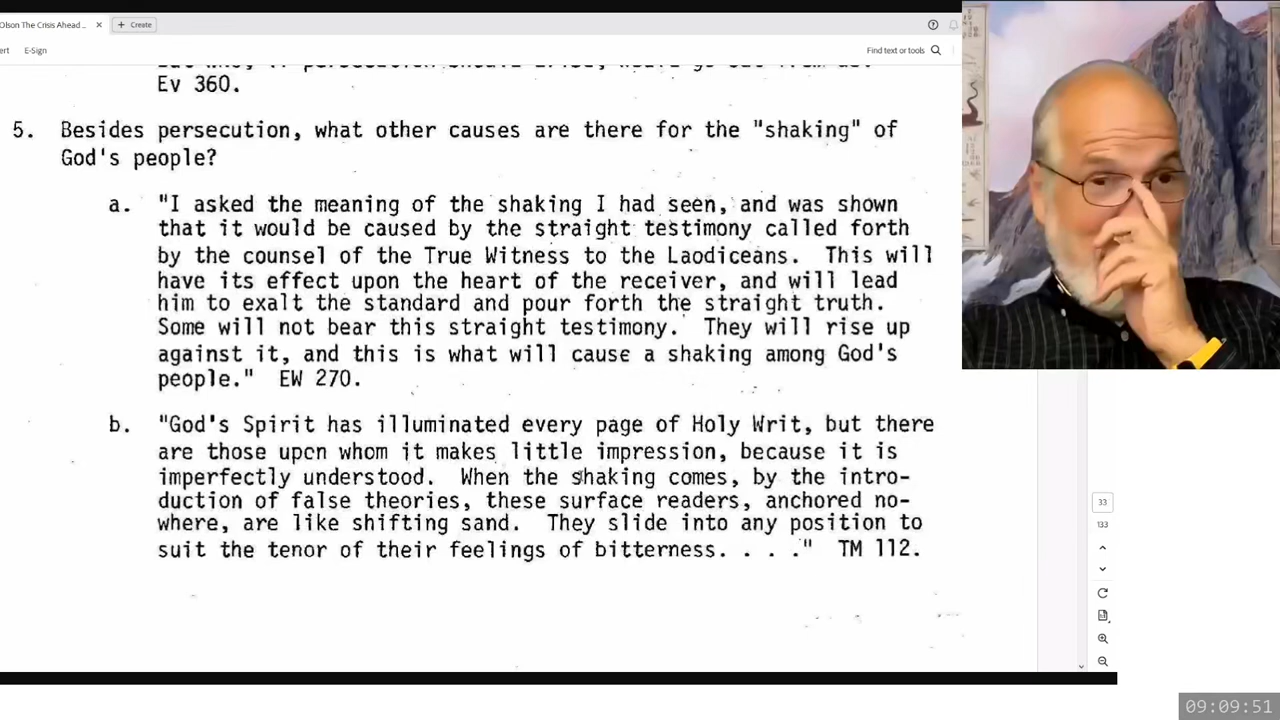 Olson The Crisis Ahead ... × + Create
ert E-Sign Find text or tools
Ev 360.
5. Besides persecution, what other causes are there for the "shaking" of
God's people?
a. "I asked the meaning of the shaking I had seen, and was shown
that it would be caused by the straight testimony called forth
by the counsel of the True Witness to the Laodiceans. This will
have its effect upon the heart of the receiver, and will lead
him to exalt the standard and pour forth the straight truth.
Some will not bear this straight testimony. They will rise up
against it, and this is what will cause a shaking among God's
people." EW 270.
b. "God's Spirit has illuminated every page of Holy Writ, but there
are those upon whom it makes little impression, because it is
imperfectly understood. When the shaking comes, by the intro-
duction of false theories, these surface readers, anchored no-
where, are like shifting sand. They slide into any position to
suit the tenor of their feelings of bitterness. . . ." TM 112.
33
133
09:09:51